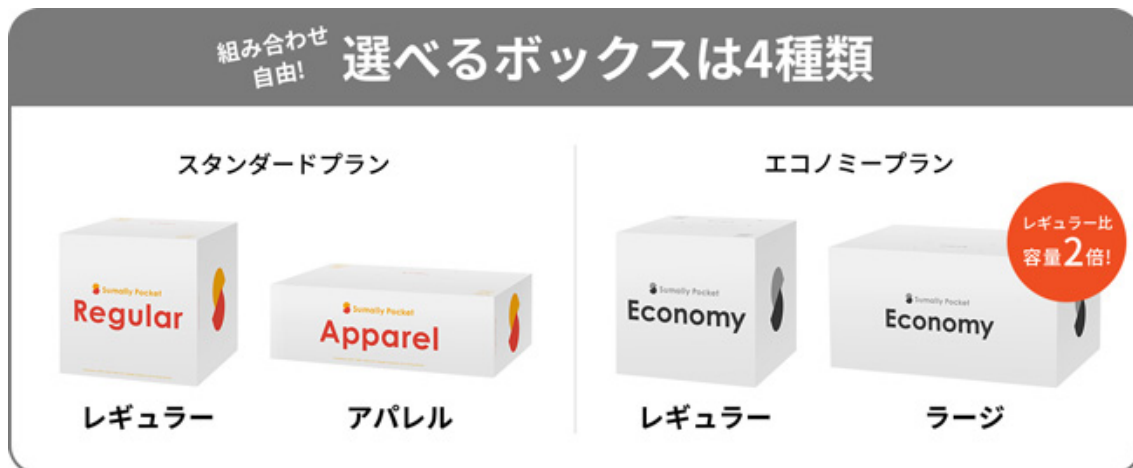 組み合わせ
自由!
選べるボックスは4種類
スタンダードプラン
エコノミープラン
レギュラー比
容量2倍!
Sumally Pocket
Regular
Sumally Pocket
Apparel
Sumally Pocket
Economy
Sumally Pocket
Economy
レギュラー
アパレル
レギュラー
ラージ